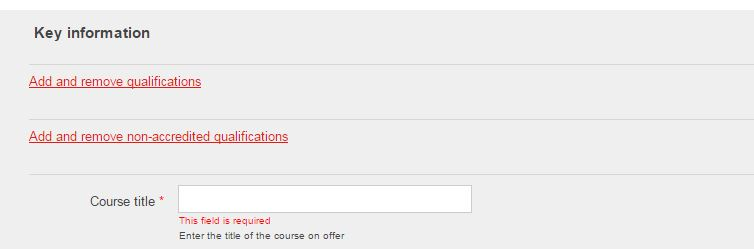 Key information
Add and remove qualifications
Add and remove non-accredited qualifications
Course title *
This field is required
Enter the title of the course on offer